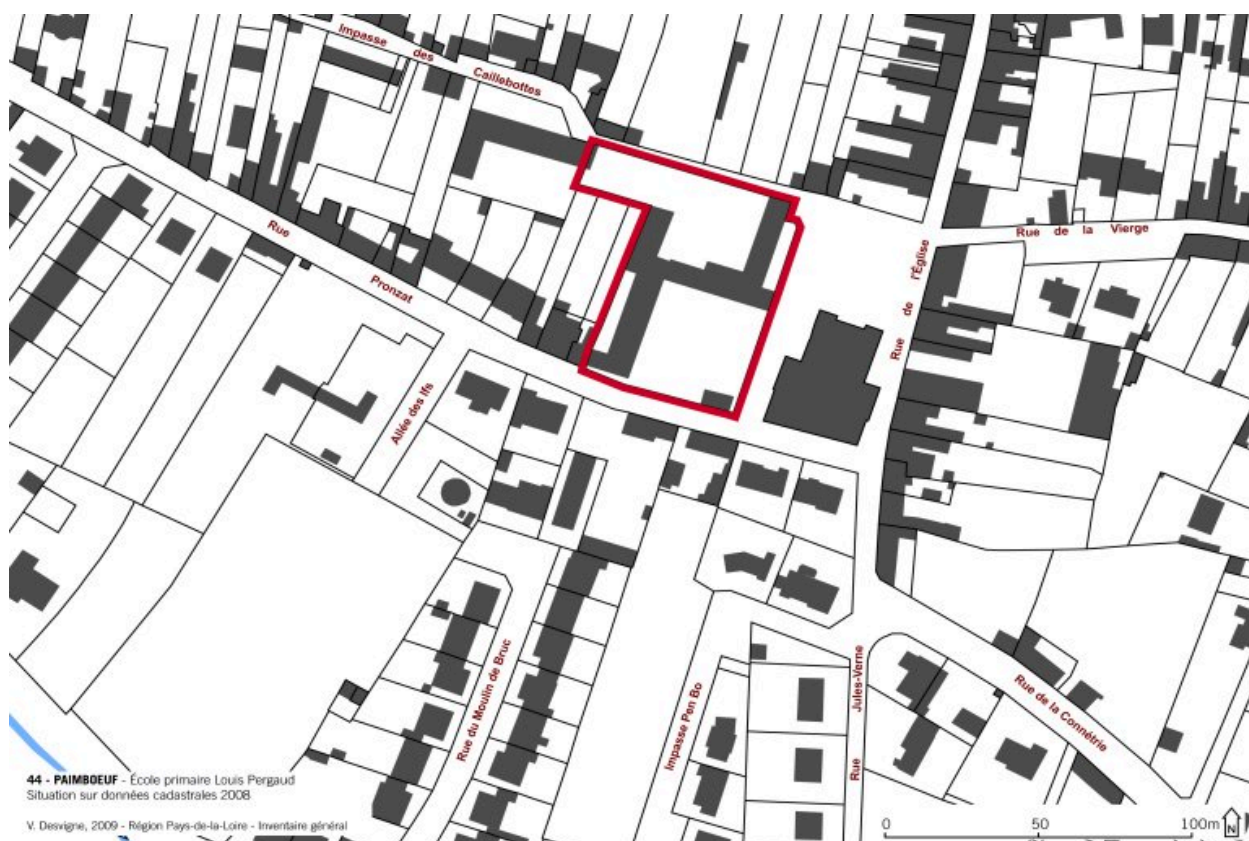 Impasse des Caillebottes
Rue Pronzat
Rue de la Vierge
Rue de l'Église
Allée des Ifs
Rue du Moulin de Bruc
Impasse Pen Bo
Rue Jules-Verne
Rue de la Connétrie
44 - PAIMBOEUF - École primaire Louis Pergaud
Situation sur données cadastrales 2008
V. Desvigne, 2009 - Région Pays-de-la-Loire - Inventaire général
0 50 100m
N